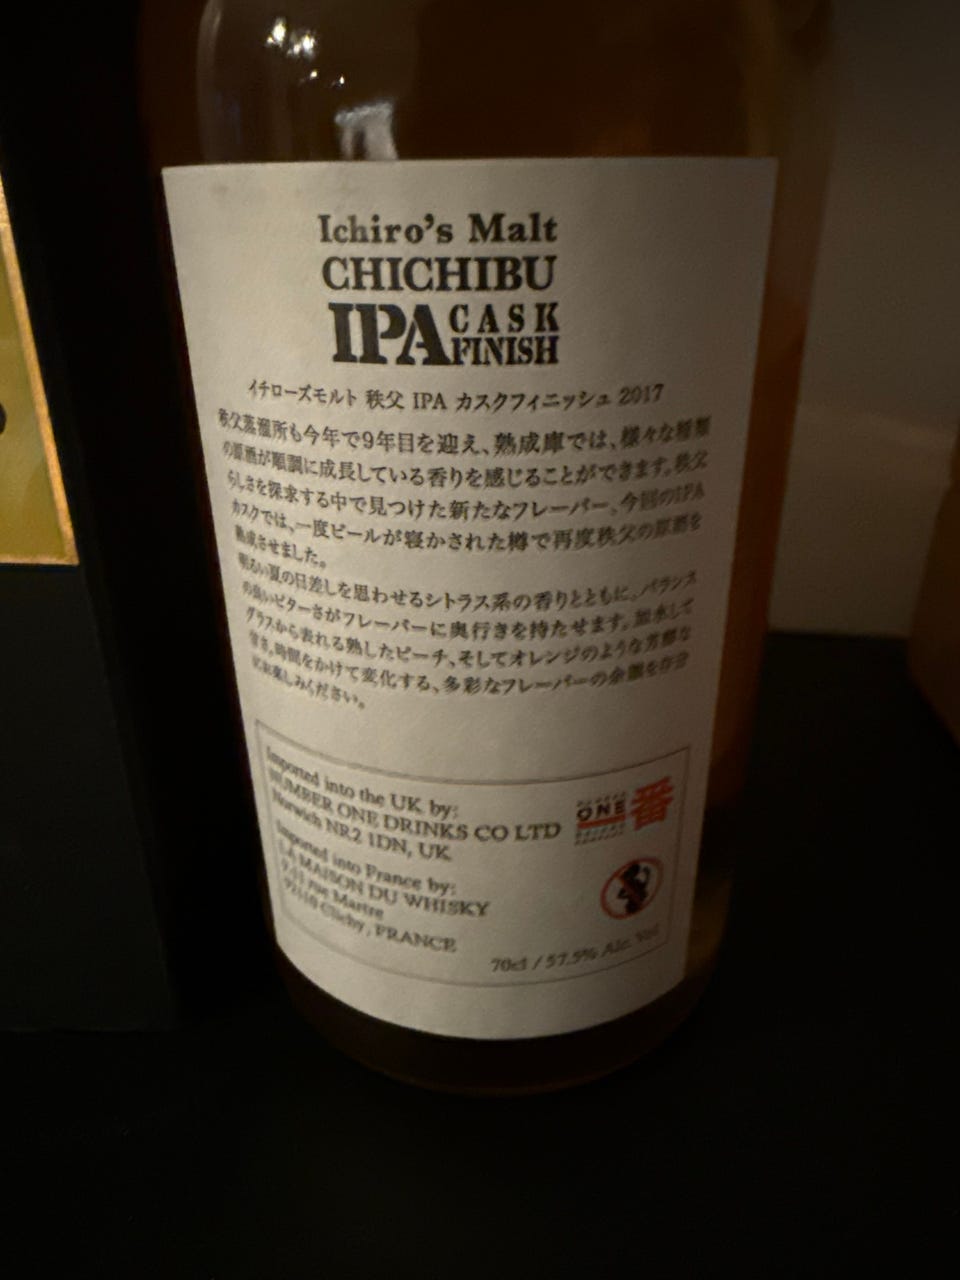 Ichiro's Malt
CHICHIBU
IPA CASK
FINISH
イチローズモルト 秩父 IPA カスクフィニッシュ 2017
秩父蒸溜所も今年で9年目を迎え、熟成庫では、様々な種類
の原酒が順調に成長している香りを感じることができます。秩父
らしさを探求する中で見つけた新たなフレーバー、今回のIPA
カスクでは、一度ビールが寝かされた樽で再度秩父の原酒を
熟成させました。
明るい夏の日差しを思わせるシトラス系の香りとともに、バランス
の良いビターさがフレーバーに奥行きを持たせます。加水して
グラスから表れる熟したピーチ、そしてオレンジのような芳醇な
甘さ。時間をかけて変化する、多彩なフレーバーの余韻を存分
にお楽しみください。
Imported into the UK by:
NUMBER ONE DRINKS CO LTD
Norwich NR2 1DN, UK
ONE
番
Imported into France by:
LA MAISON DU WHISKY
9-11 rue Martre
92110 Clichy, FRANCE
70cl / 57.5% Alc. Vol